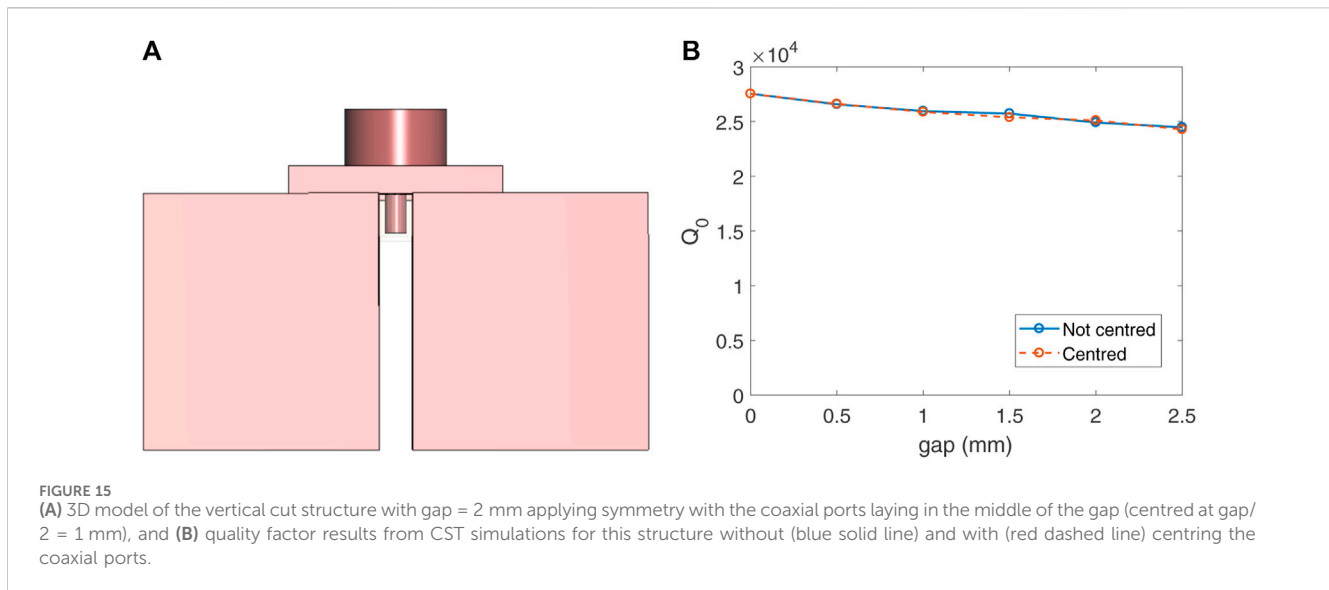 A
B
×10⁴
3
2.5
2
1.5
1
0.5
0
Q₀
Not centred
Centred
0 0.5 1 1.5 2 2.5
gap (mm)
FIGURE 15
(A) 3D model of the vertical cut structure with gap = 2 mm applying symmetry with the coaxial ports laying in the middle of the gap (centred at gap/
2 = 1 mm), and (B) quality factor results from CST simulations for this structure without (blue solid line) and with (red dashed line) centring the
coaxial ports.